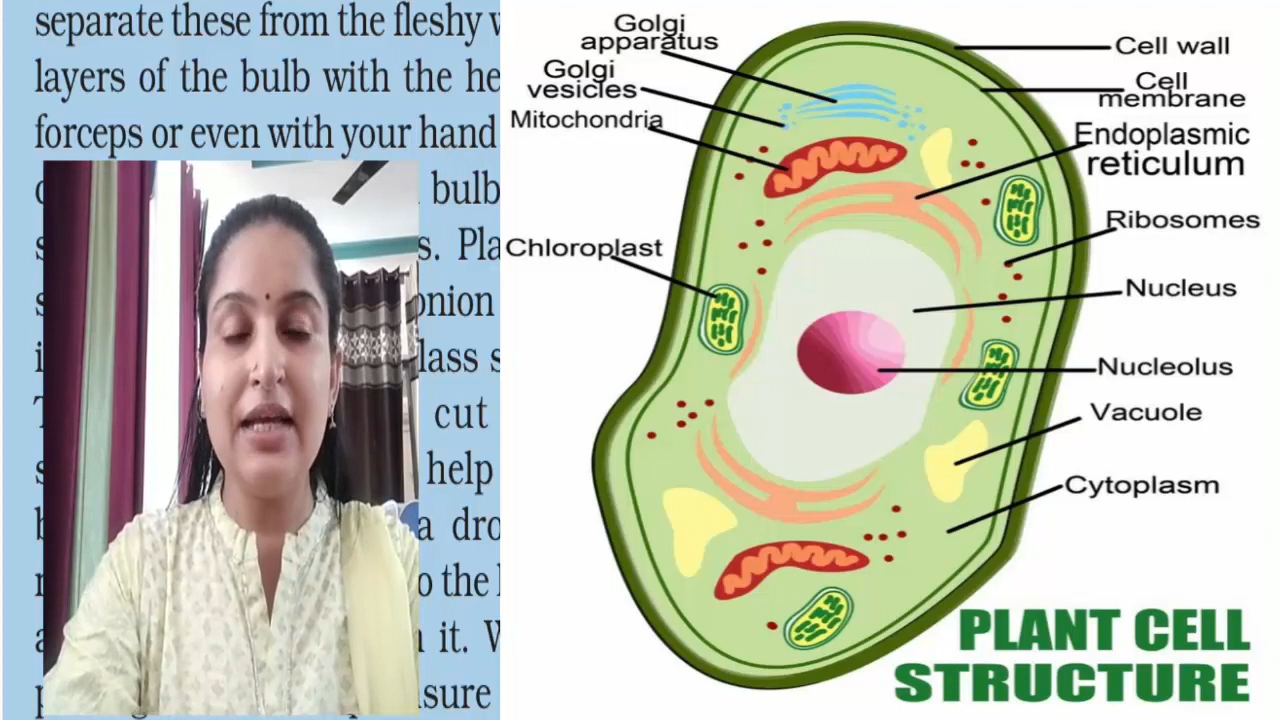 separate these from the fleshy
layers of the bulb with the
forceps or even with your hand
bulb
s. Pla
onion
lass s
cut
help
a dro
o the
it.
sure
Golgi
apparatus
Golgi
vesicles
Mitochondria
Chloroplast
Cell wall
Cell
membrane
Endoplasmic
reticulum
Ribosomes
Nucleus
Nucleolus
Vacuole
Cytoplasm
PLANT CELL
STRUCTURE